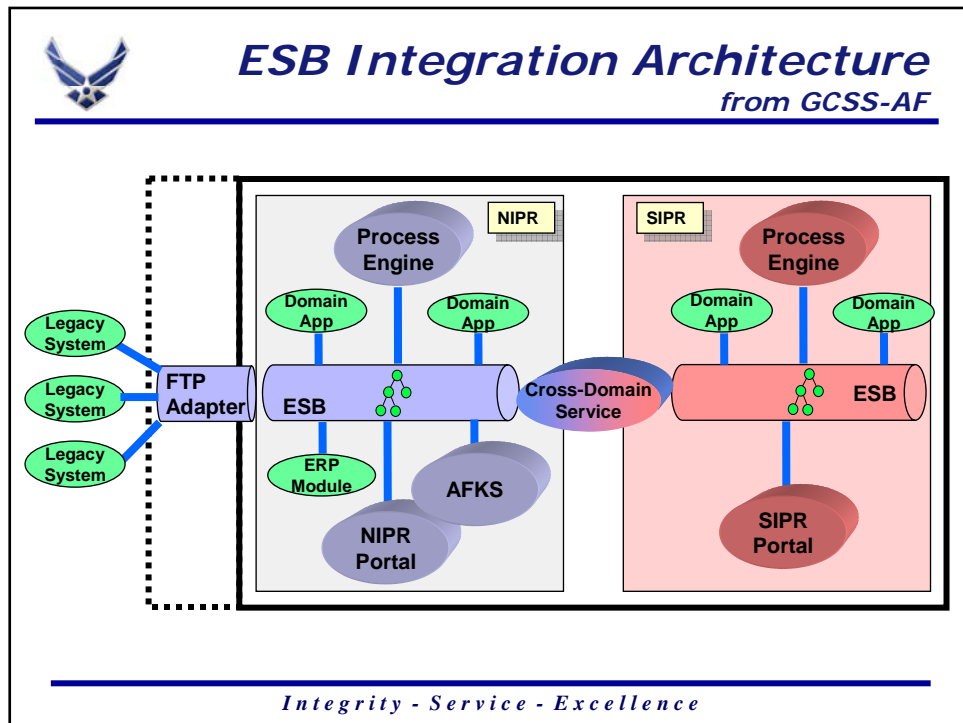 ESB Integration Architecture
from GCSS-AF
NIPR
SIPR
Process
Engine
Process
Engine
Domain
App
Domain
App
Domain
App
Domain
App
Legacy
System
Legacy
System
Legacy
System
FTP
Adapter
ESB
Cross-Domain
Service
ESB
ERP
Module
AFKS
NIPR
Portal
SIPR
Portal
Integrity - Service - Excellence